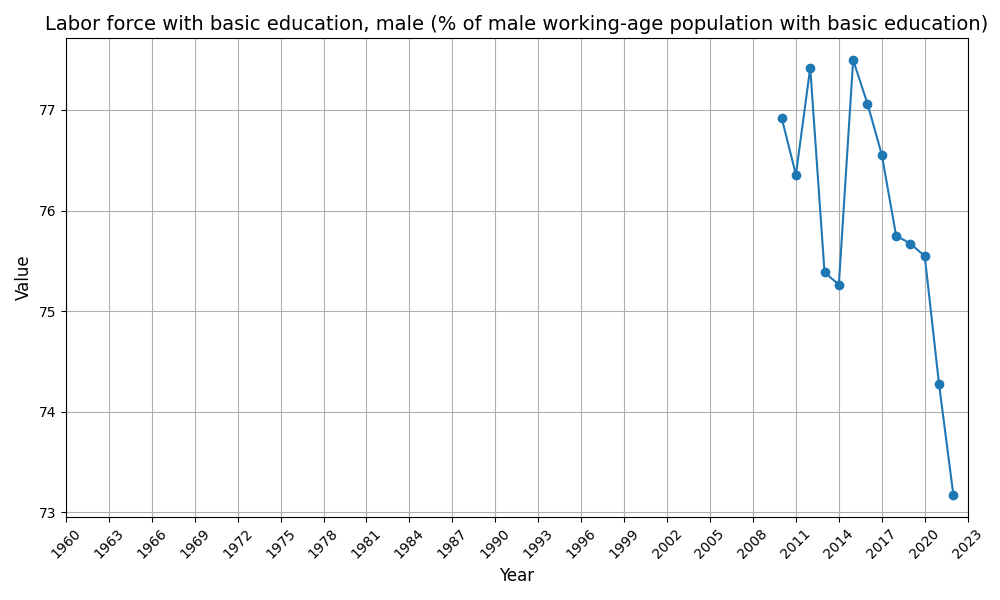 Labor force with basic education, male (% of male working-age population with basic education)
Value
77
76
75
74
73
1960 1963 1966 1969 1972 1975 1978 1981 1984 1987 1990 1993 1996 1999 2002 2005 2008 2011 2014 2017 2020 2023
Year